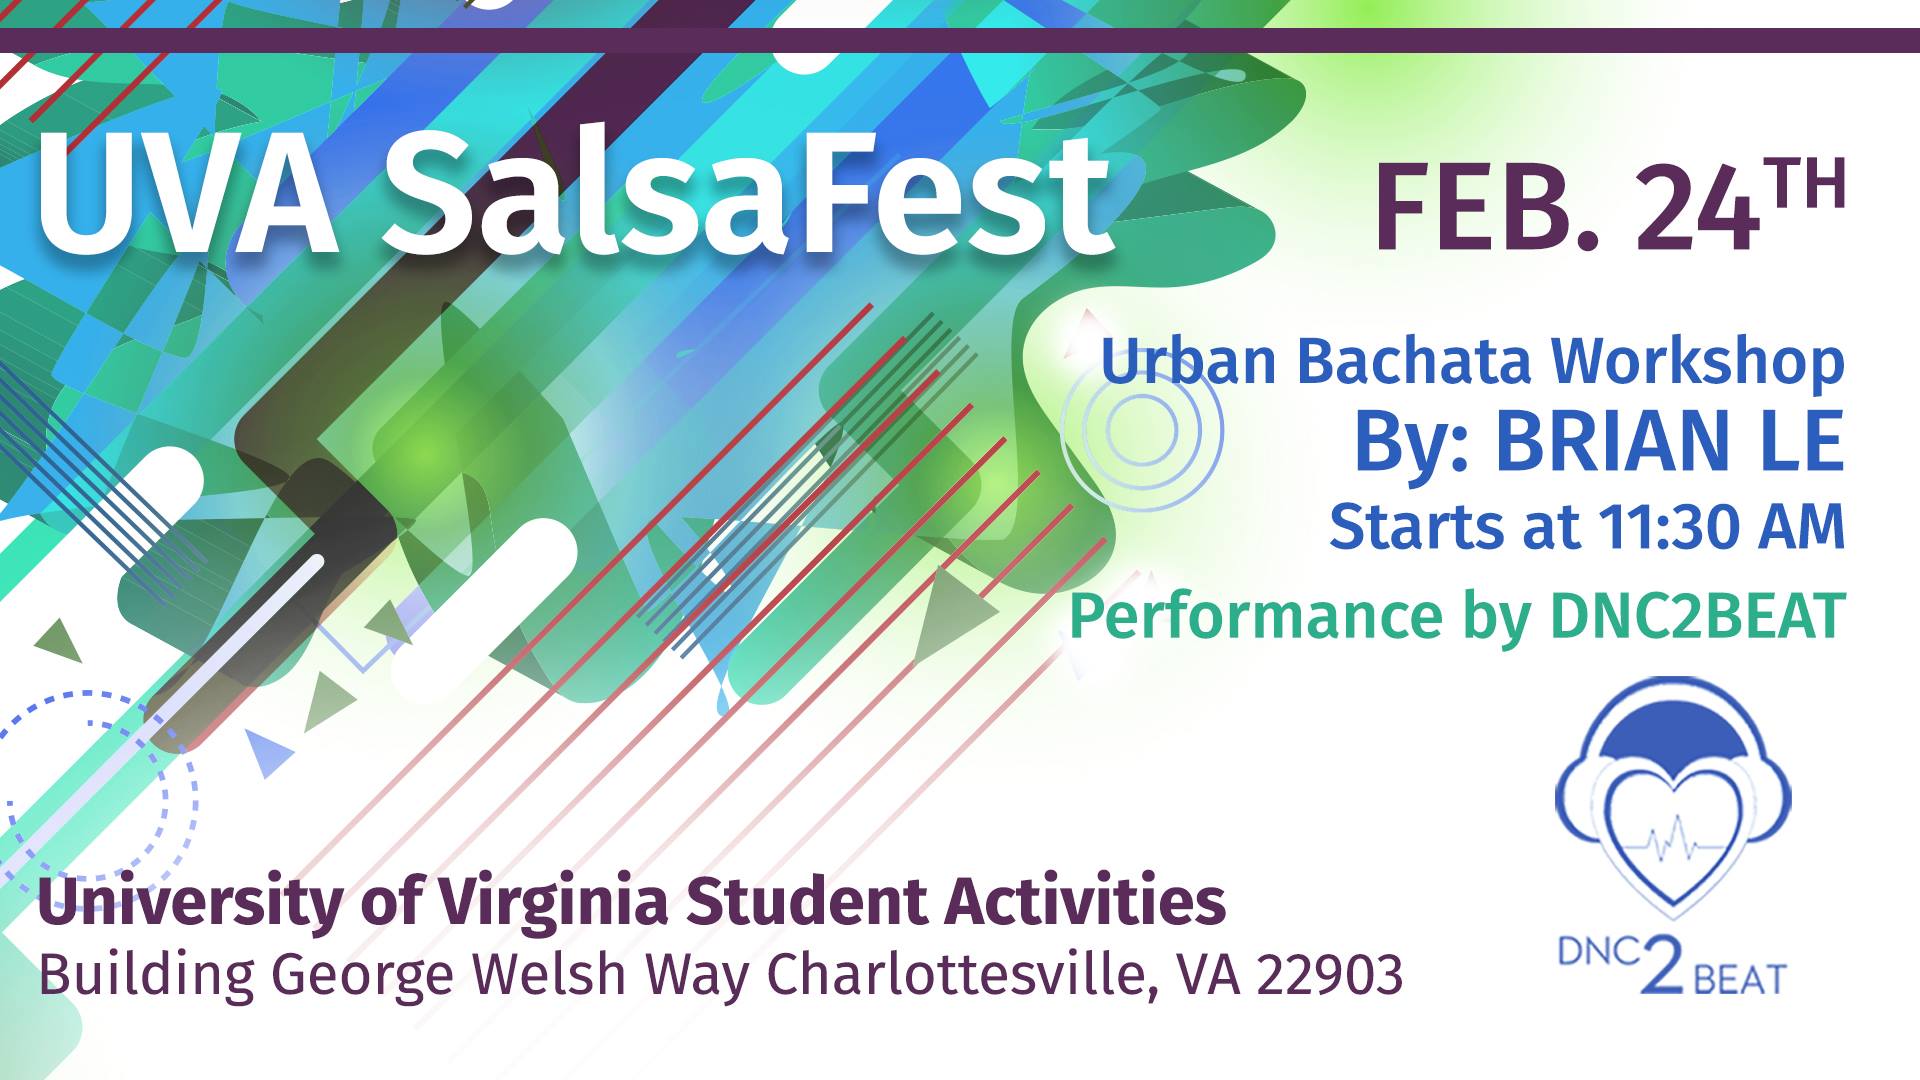 UVA SalsaFest
FEB. 24TH
Urban Bachata Workshop
By: BRIAN LE
Starts at 11:30 AM
Performance by DNC2BEAT
University of Virginia Student Activities
Building George Welsh Way Charlottesville, VA 22903
DNC2BEAT